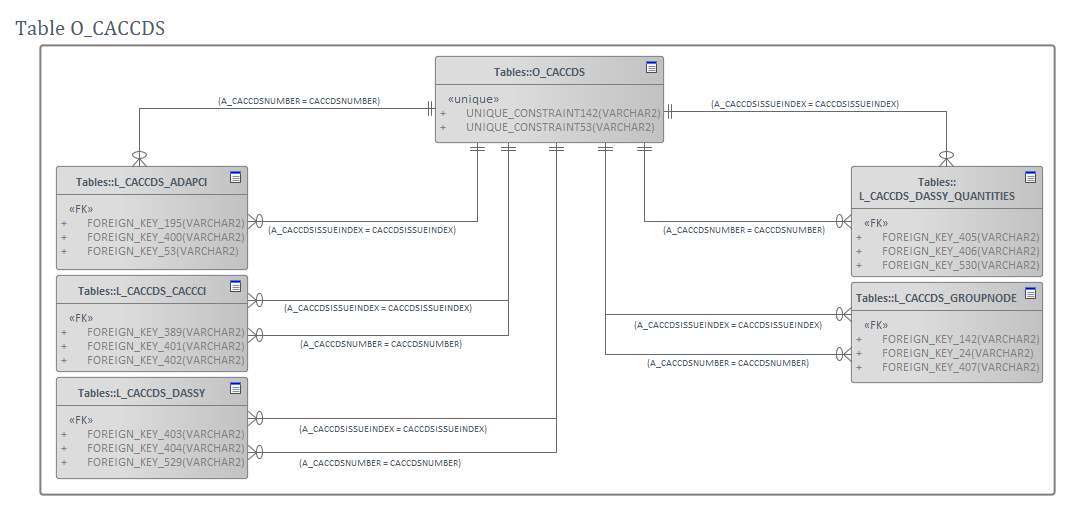 Table O_CACCDS
Tables::O_CACCDS
«unique»
+ UNIQUE_CONSTRAINT142(VARCHAR2)
+ UNIQUE_CONSTRAINT53(VARCHAR2)
(A_CACCDSNUMBER = CACCDSNUMBER)
(A_CACCDSISSUEINDEX = CACCDSISSUEINDEX)
Tables::L_CACCDS_ADAPCI
«FK»
+ FOREIGN_KEY_195(VARCHAR2)
+ FOREIGN_KEY_400(VARCHAR2)
+ FOREIGN_KEY_53(VARCHAR2)
(A_CACCDSISSUEINDEX = CACCDSISSUEINDEX)
Tables::
L_CACCDS_DASSY_QUANTITIES
«FK»
+ FOREIGN_KEY_405(VARCHAR2)
+ FOREIGN_KEY_406(VARCHAR2)
+ FOREIGN_KEY_530(VARCHAR2)
(A_CACCDSNUMBER = CACCDSNUMBER)
Tables::L_CACCDS_CACCCI
«FK»
+ FOREIGN_KEY_389(VARCHAR2)
+ FOREIGN_KEY_401(VARCHAR2)
+ FOREIGN_KEY_402(VARCHAR2)
(A_CACCDSISSUEINDEX = CACCDSISSUEINDEX)
(A_CACCDSNUMBER = CACCDSNUMBER)
Tables::L_CACCDS_GROUPNODE
«FK»
+ FOREIGN_KEY_142(VARCHAR2)
+ FOREIGN_KEY_24(VARCHAR2)
+ FOREIGN_KEY_407(VARCHAR2)
(A_CACCDSISSUEINDEX = CACCDSISSUEINDEX)
(A_CACCDSNUMBER = CACCDSNUMBER)
Tables::L_CACCDS_DASSY
«FK»
+ FOREIGN_KEY_403(VARCHAR2)
+ FOREIGN_KEY_404(VARCHAR2)
+ FOREIGN_KEY_529(VARCHAR2)
(A_CACCDSISSUEINDEX = CACCDSISSUEINDEX)
(A_CACCDSNUMBER = CACCDSNUMBER)